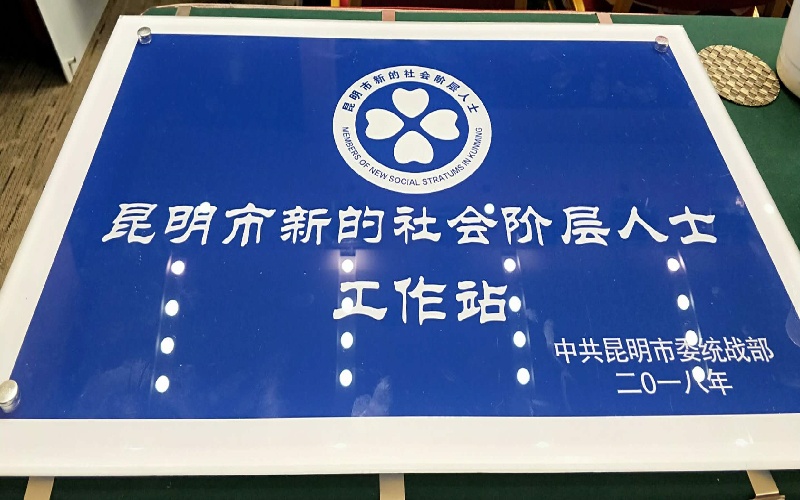 昆明市新的社会阶层人士
MEMBERS OF NEW SOCIAL STRATUMS IN KUNMING
昆明市新的社会阶层人士
工作站
中共昆明市委统战部
二0一八年